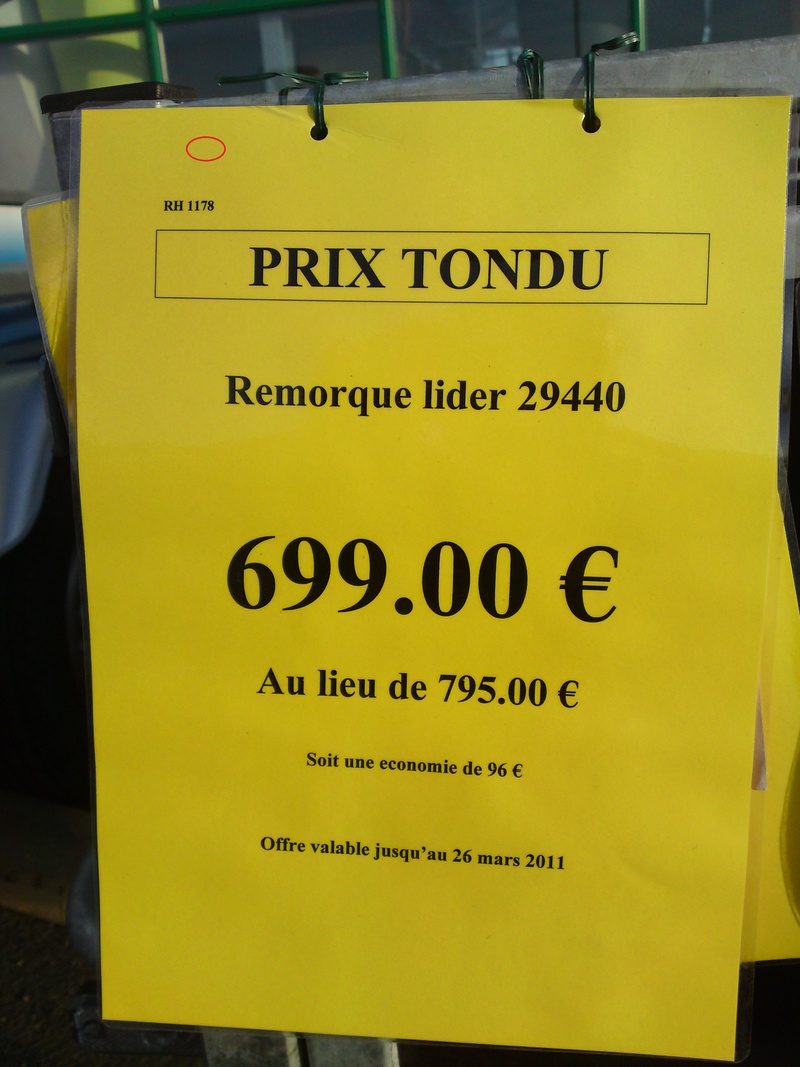 RH 1178
PRIX TONDU
Remorque lider 29440
699.00 €
Au lieu de 795.00 €
Soit une economie de 96 €
Offre valable jusqu'au 26 mars 2011